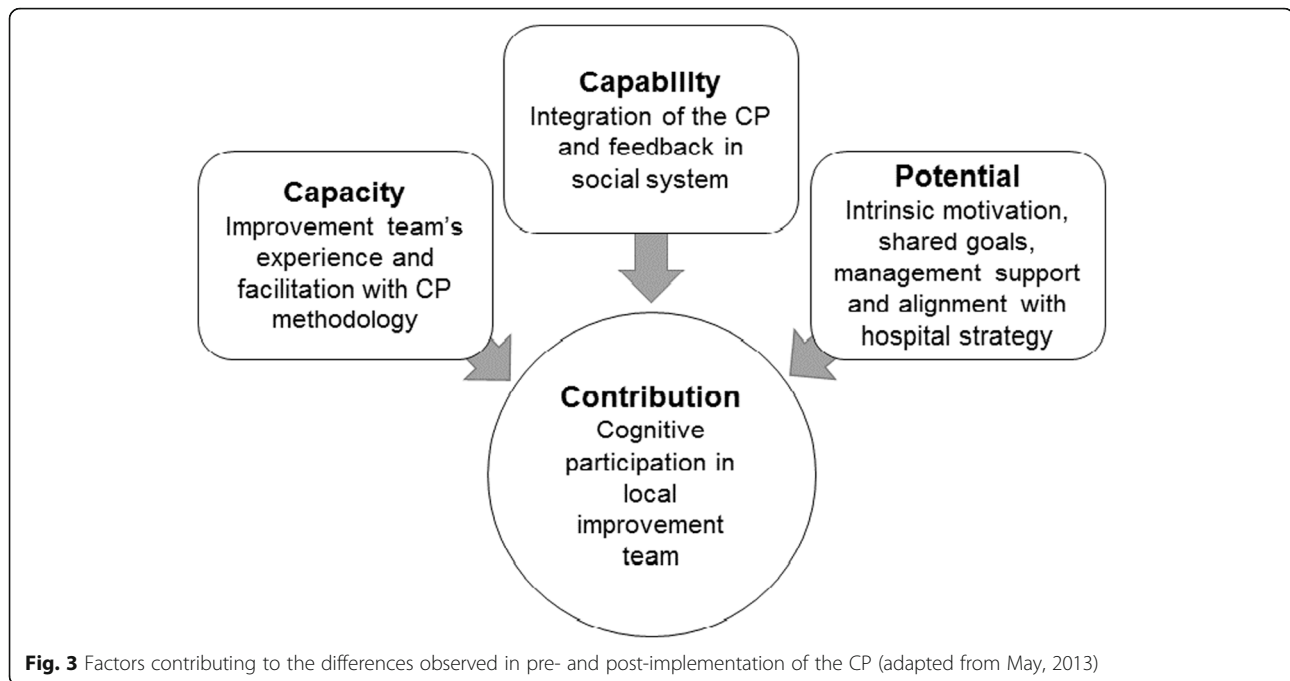 Capability
Integration of the CP
and feedback in
social system
Capacity
Improvement team's
experience and
facilitation with CP
methodology
Potential
Intrinsic motivation,
shared goals,
management support
and alignment with
hospital strategy
Contribution
Cognitive
participation in
local
improvement
team
Fig. 3 Factors contributing to the differences observed in pre- and post-implementation of the CP (adapted from May, 2013)